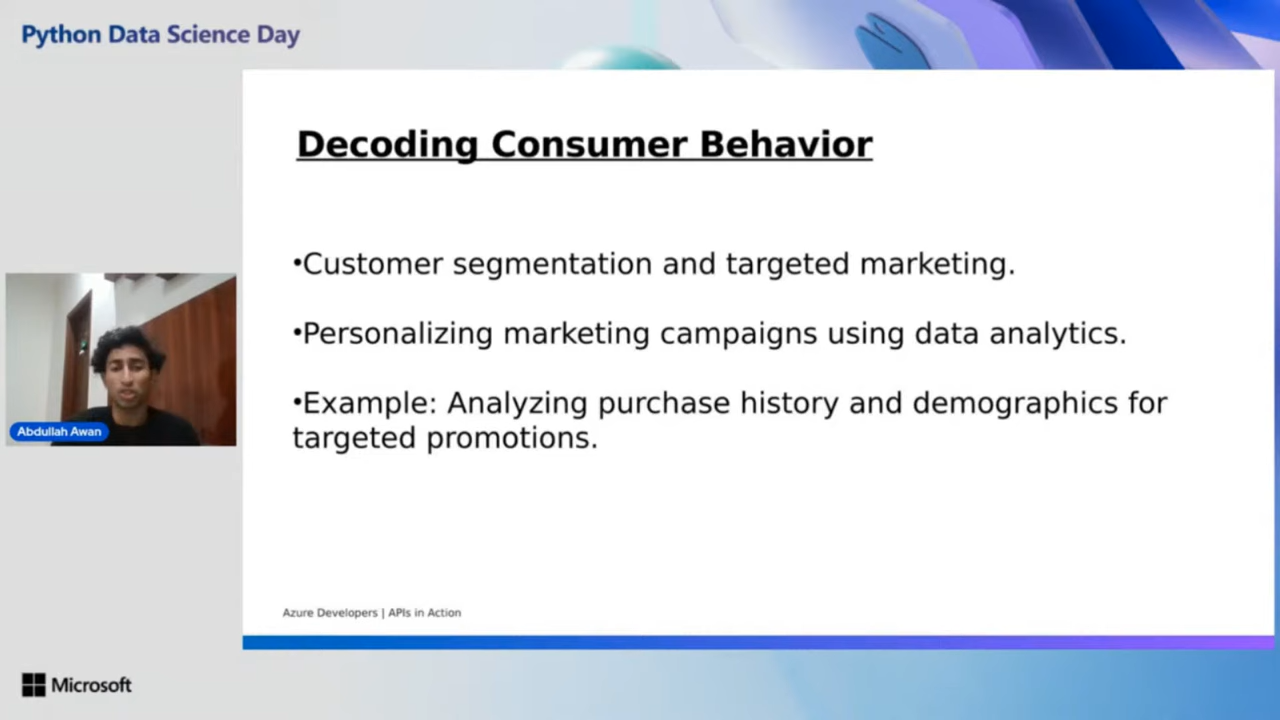 Python Data Science Day
Decoding Consumer Behavior
•Customer segmentation and targeted marketing.
•Personalizing marketing campaigns using data analytics.
•Example: Analyzing purchase history and demographics for
targeted promotions.
Abdullah Awan
Azure Developers | APIs in Action
Microsoft